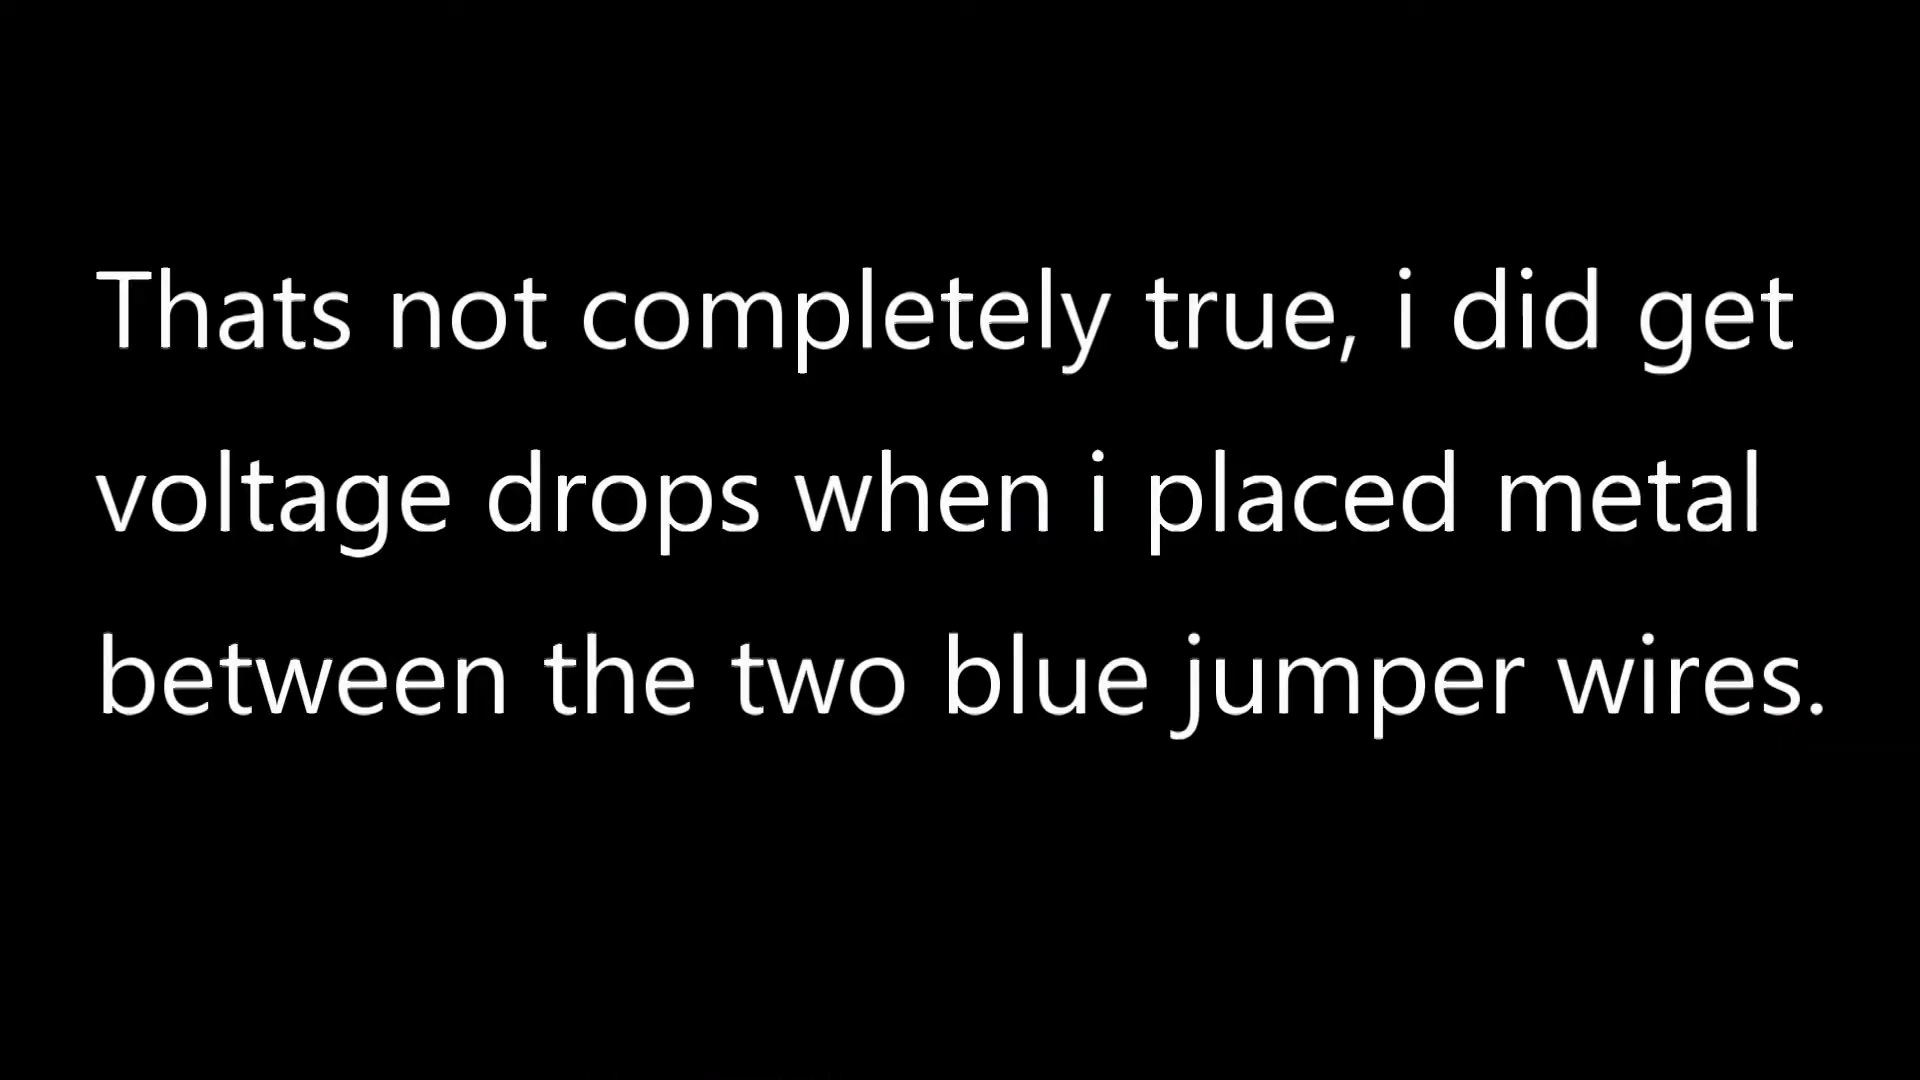 Thats not completely true, i did get
voltage drops when i placed metal
between the two blue jumper wires.